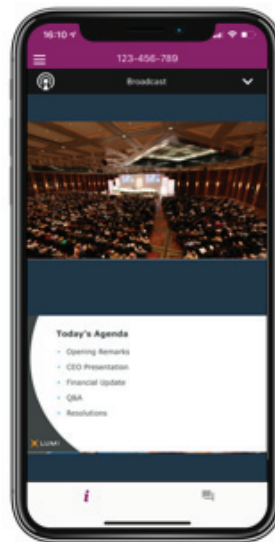 16:10
123-456-789
Broadcast
Today's Agenda
Opening Remarks
CEO Presentation
Financial Update
Q&A
Resolutions
LUMI
i